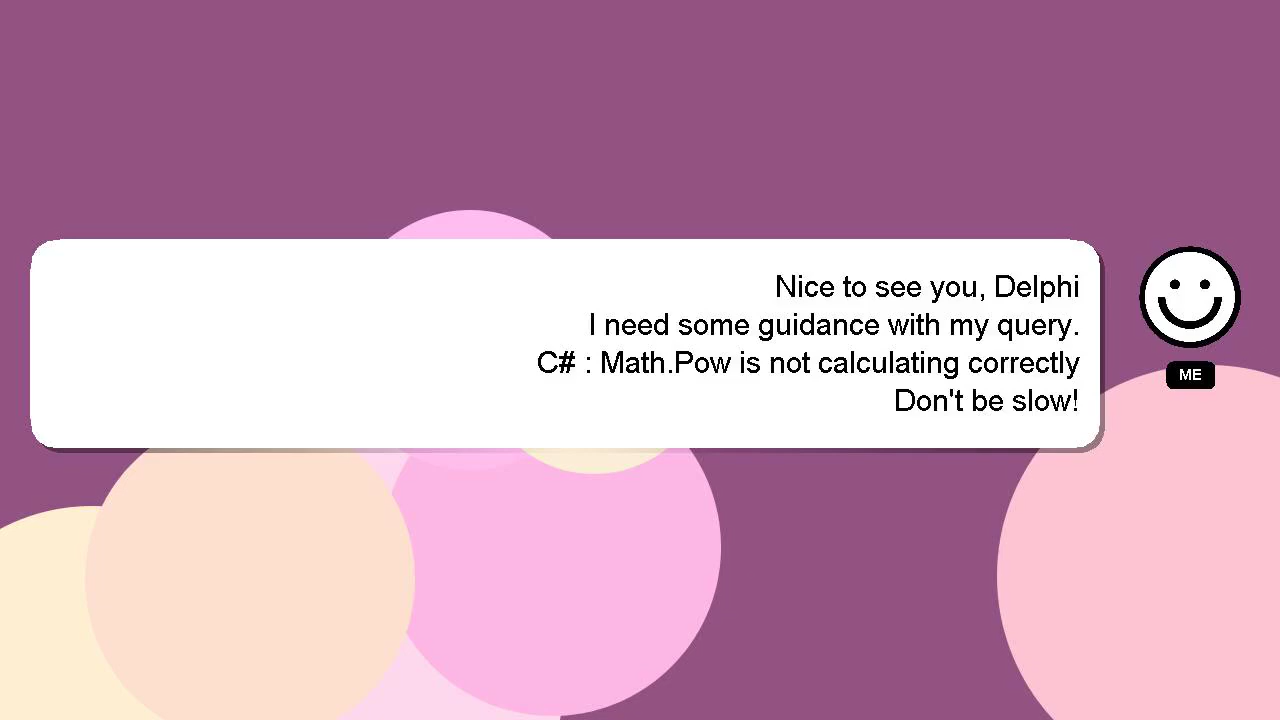 Nice to see you, Delphi
I need some guidance with my query.
C# : Math.Pow is not calculating correctly
Don't be slow!
ME